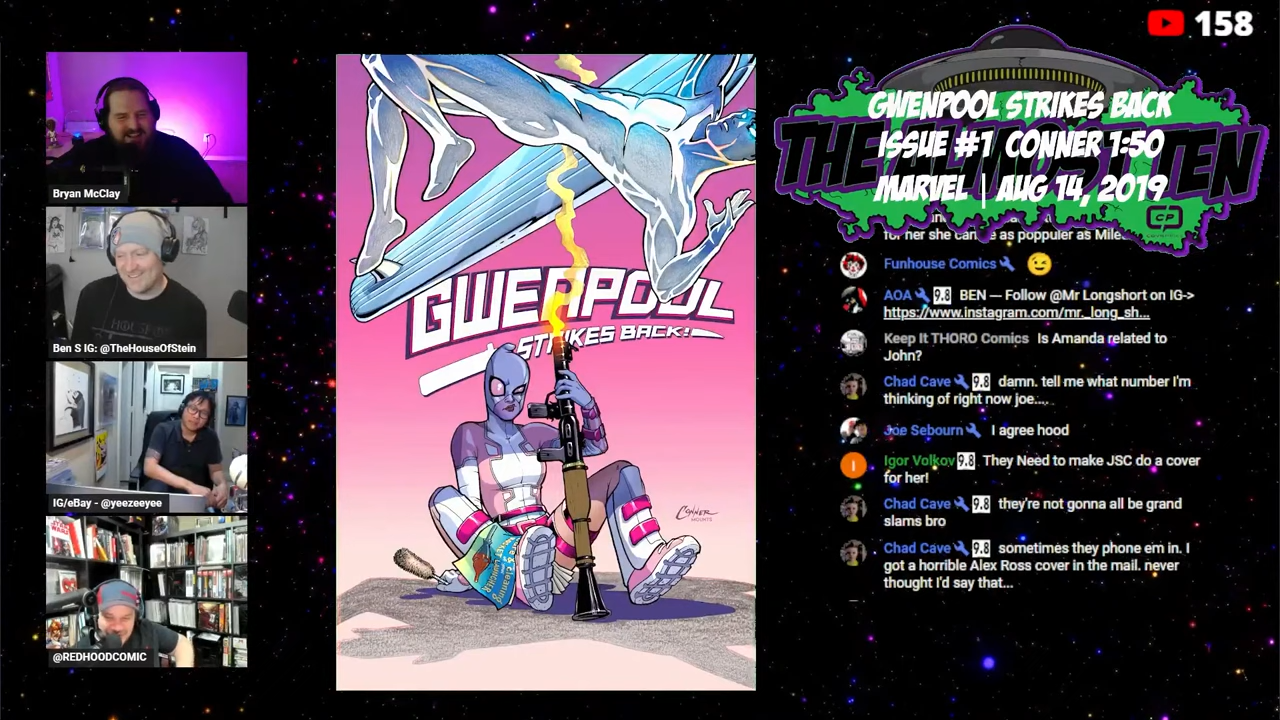 158
GWENPOOL STRIKES BACK
ISSUE #1 CONNER 1:50
MARVEL | AUG 14, 2019
THE
TEN
CP
Bryan McClay
Ben S IG: @TheHouseOfStein
IG/eBay - @yeezeeyee
@REDHOODCOMIC
GWENPOOL
STRIKES BACK!
CONNER
MOUNTS
for her she can be as poppuler as Mile
Funhouse Comics
AOA 9.8 BEN — Follow @Mr Longshort on IG->
https://www.instagram.com/mr._long_sh...
Keep It THORO Comics Is Amanda related to
John?
Chad Cave 9.8 damn. tell me what number I'm
thinking of right now joe....
Joe Sebourn I agree hood
I
Igor Volkov 9.8 They Need to make JSC do a cover
for her!
Chad Cave 9.8 they're not gonna all be grand
slams bro
Chad Cave 9.8 sometimes they phone em in. I
got a horrible Alex Ross cover in the mail. never
thought I'd say that...